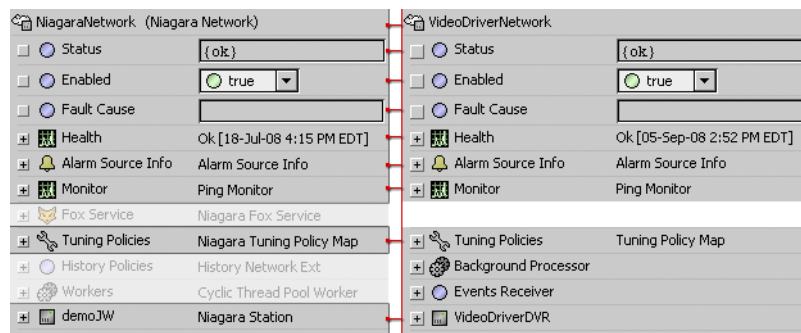 NiagaraNetwork (Niagara Network)
Status {ok}
Enabled true
Fault Cause
Health Ok [18-Jul-08 4:15 PM EDT]
Alarm Source Info Alarm Source Info
Monitor Ping Monitor
Fox Service Niagara Fox Service
Tuning Policies Niagara Tuning Policy Map
History Policies History Network Ext
Workers Cyclic Thread Pool Worker
demoJW Niagara Station
VideoDriverNetwork
Status {ok}
Enabled true
Fault Cause
Health Ok [05-Sep-08 2:52 PM EDT]
Alarm Source Info Alarm Source Info
Monitor Ping Monitor
Tuning Policies Tuning Policy Map
Background Processor
Events Receiver
VideoDriverDVR